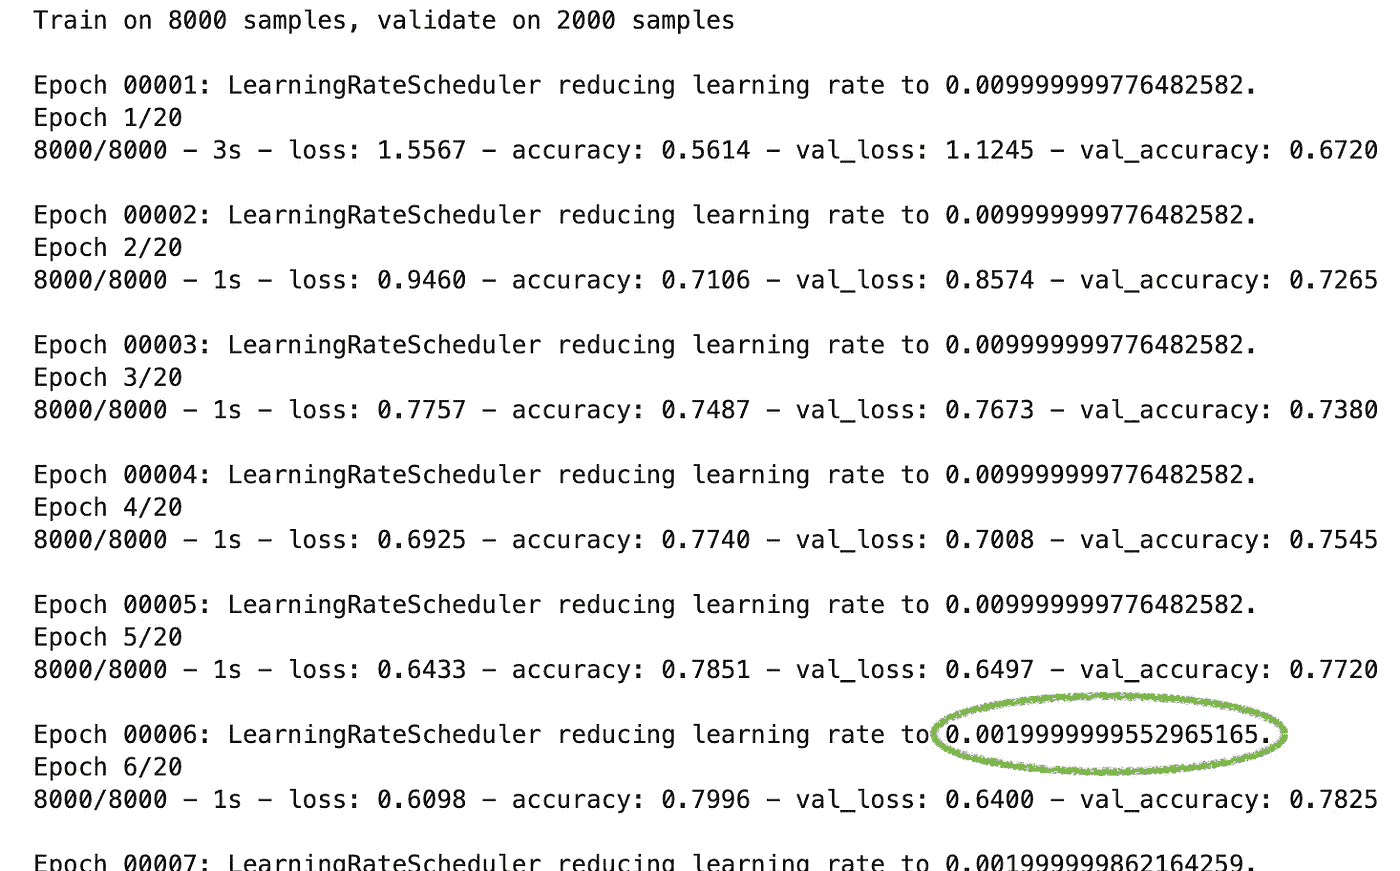 Train on 8000 samples, validate on 2000 samples
Epoch 00001: LearningRateScheduler reducing learning rate to 0.009999999776482582.
Epoch 1/20
8000/8000 - 3s - loss: 1.5567 - accuracy: 0.5614 - val_loss: 1.1245 - val_accuracy: 0.6720
Epoch 00002: LearningRateScheduler reducing learning rate to 0.009999999776482582.
Epoch 2/20
8000/8000 - 1s - loss: 0.9460 - accuracy: 0.7106 - val_loss: 0.8574 - val_accuracy: 0.7265
Epoch 00003: LearningRateScheduler reducing learning rate to 0.009999999776482582.
Epoch 3/20
8000/8000 - 1s - loss: 0.7757 - accuracy: 0.7487 - val_loss: 0.7673 - val_accuracy: 0.7380
Epoch 00004: LearningRateScheduler reducing learning rate to 0.009999999776482582.
Epoch 4/20
8000/8000 - 1s - loss: 0.6925 - accuracy: 0.7740 - val_loss: 0.7008 - val_accuracy: 0.7545
Epoch 00005: LearningRateScheduler reducing learning rate to 0.009999999776482582.
Epoch 5/20
8000/8000 - 1s - loss: 0.6433 - accuracy: 0.7851 - val_loss: 0.6497 - val_accuracy: 0.7720
Epoch 00006: LearningRateScheduler reducing learning rate to 0.0019999999552965165.
Epoch 6/20
8000/8000 - 1s - loss: 0.6098 - accuracy: 0.7996 - val_loss: 0.6400 - val_accuracy: 0.7825
Epoch 00007: LearningRateScheduler reducing learning rate to 0.001999999862164259.